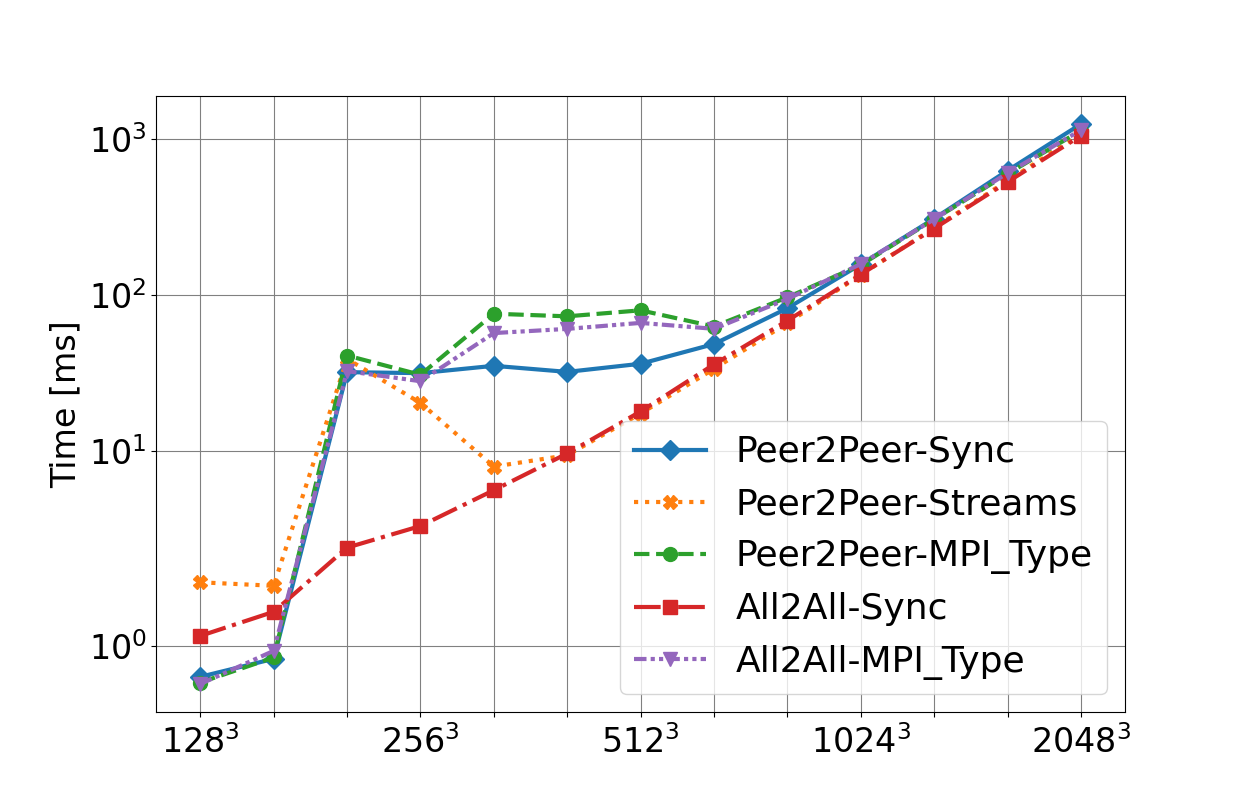 Time [ms]
10³
10²
10¹
10⁰
128³ 256³ 512³ 1024³ 2048³
Peer2Peer-Sync
Peer2Peer-Streams
Peer2Peer-MPI_Type
All2All-Sync
All2All-MPI_Type